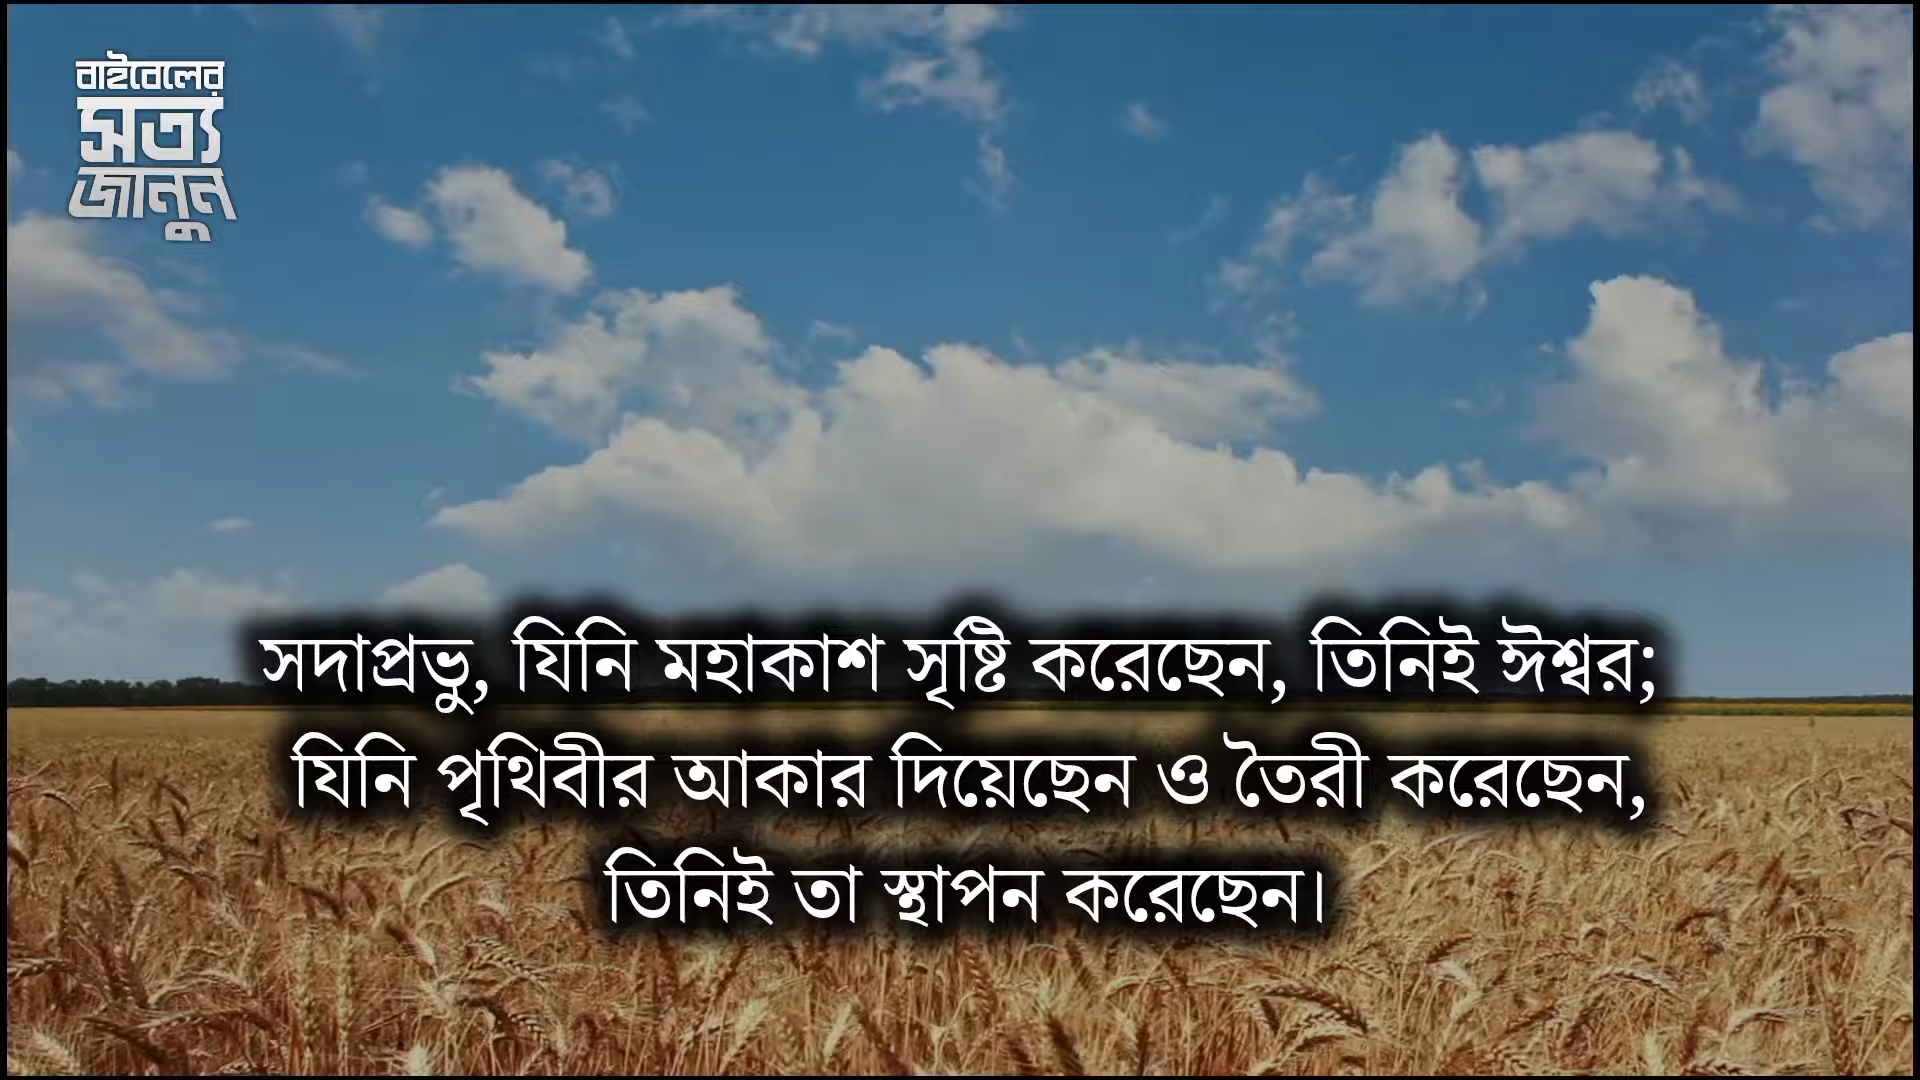 বাইবেলের
সত্য
জানুন
সদাপ্রভু, যিনি মহাকাশ সৃষ্টি করেছেন, তিনিই ঈশ্বর;
যিনি পৃথিবীর আকার দিয়েছেন ও তৈরী করেছেন,
তিনিই তা স্থাপন করেছেন।